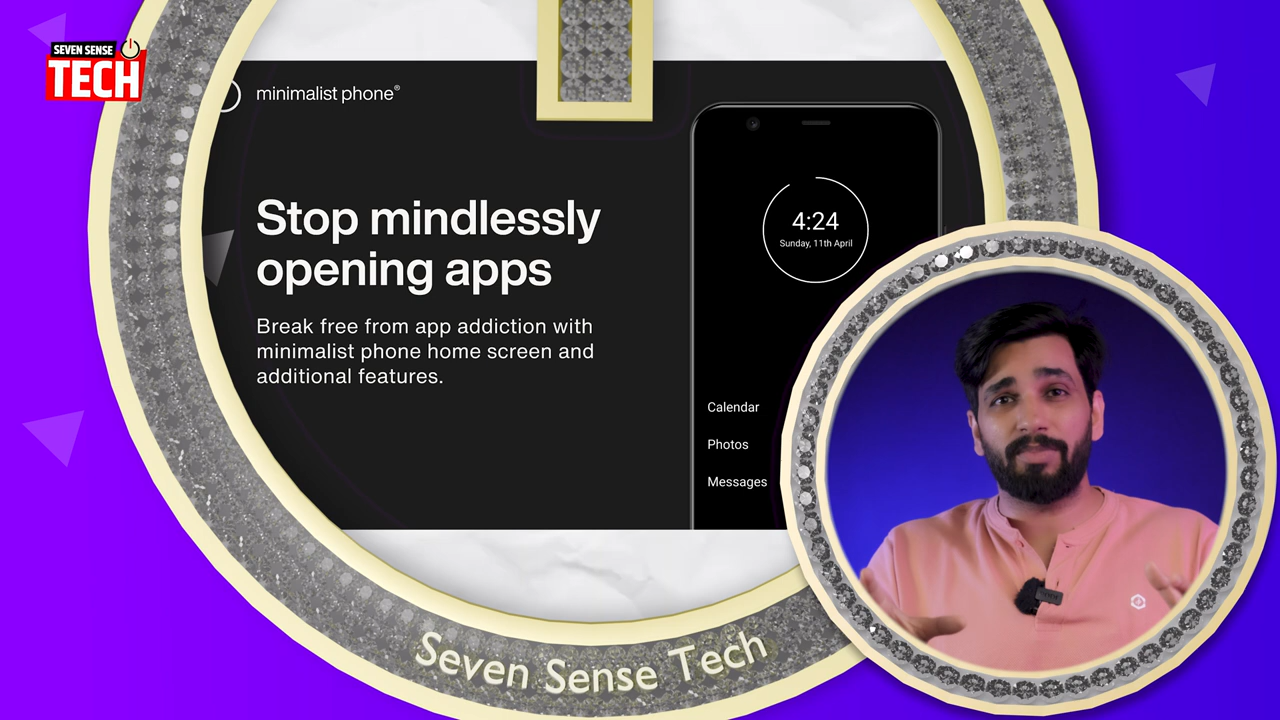 SEVEN SENSE
TECH
minimalist phone®
Stop mindlessly
opening apps
Break free from app addiction with
minimalist phone home screen and
additional features.
4:24
Sunday, 11th April
Calendar
Photos
Messages
Seven Sense Tech